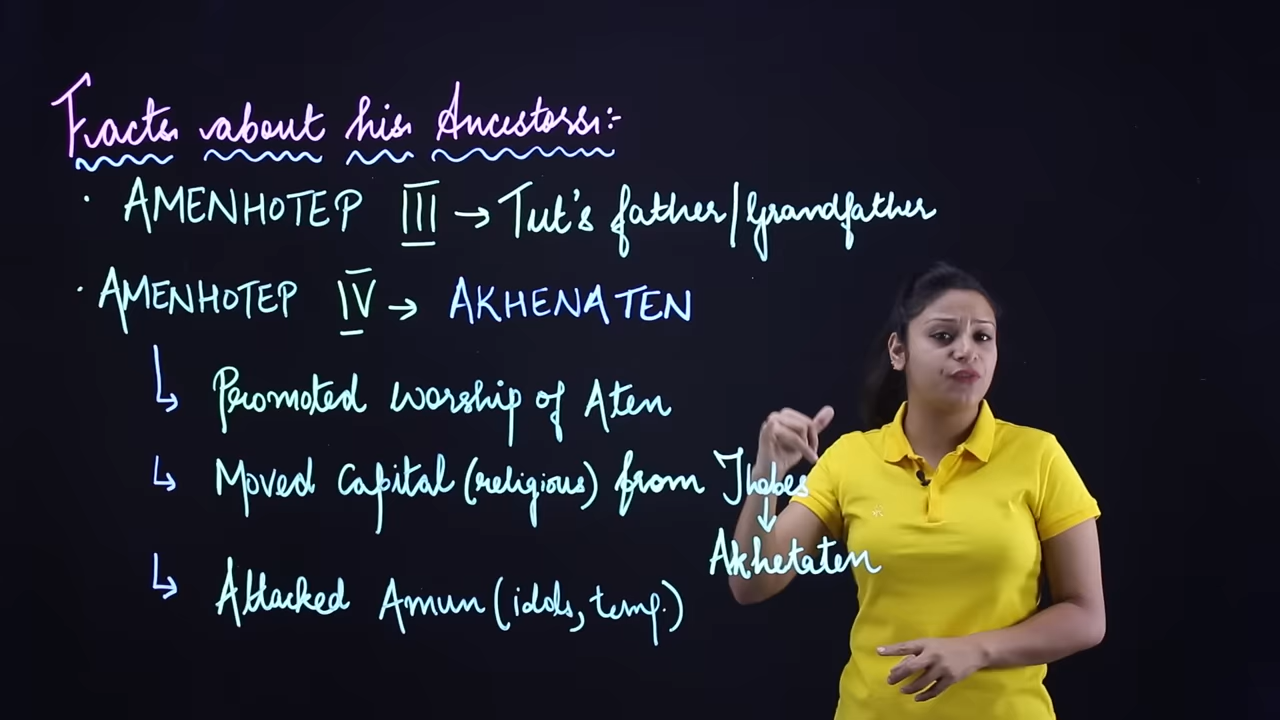 Facts about his Ancestors:-
· AMENHOTEP III → Tut's father/Grandfather
· AMENHOTEP IV → AKHENATEN
↳ Promoted worship of Aten
↳ Moved Capital (religious) from Thebes
↓
Akhetaten
↳ Attacked Amun (idols, temp.)